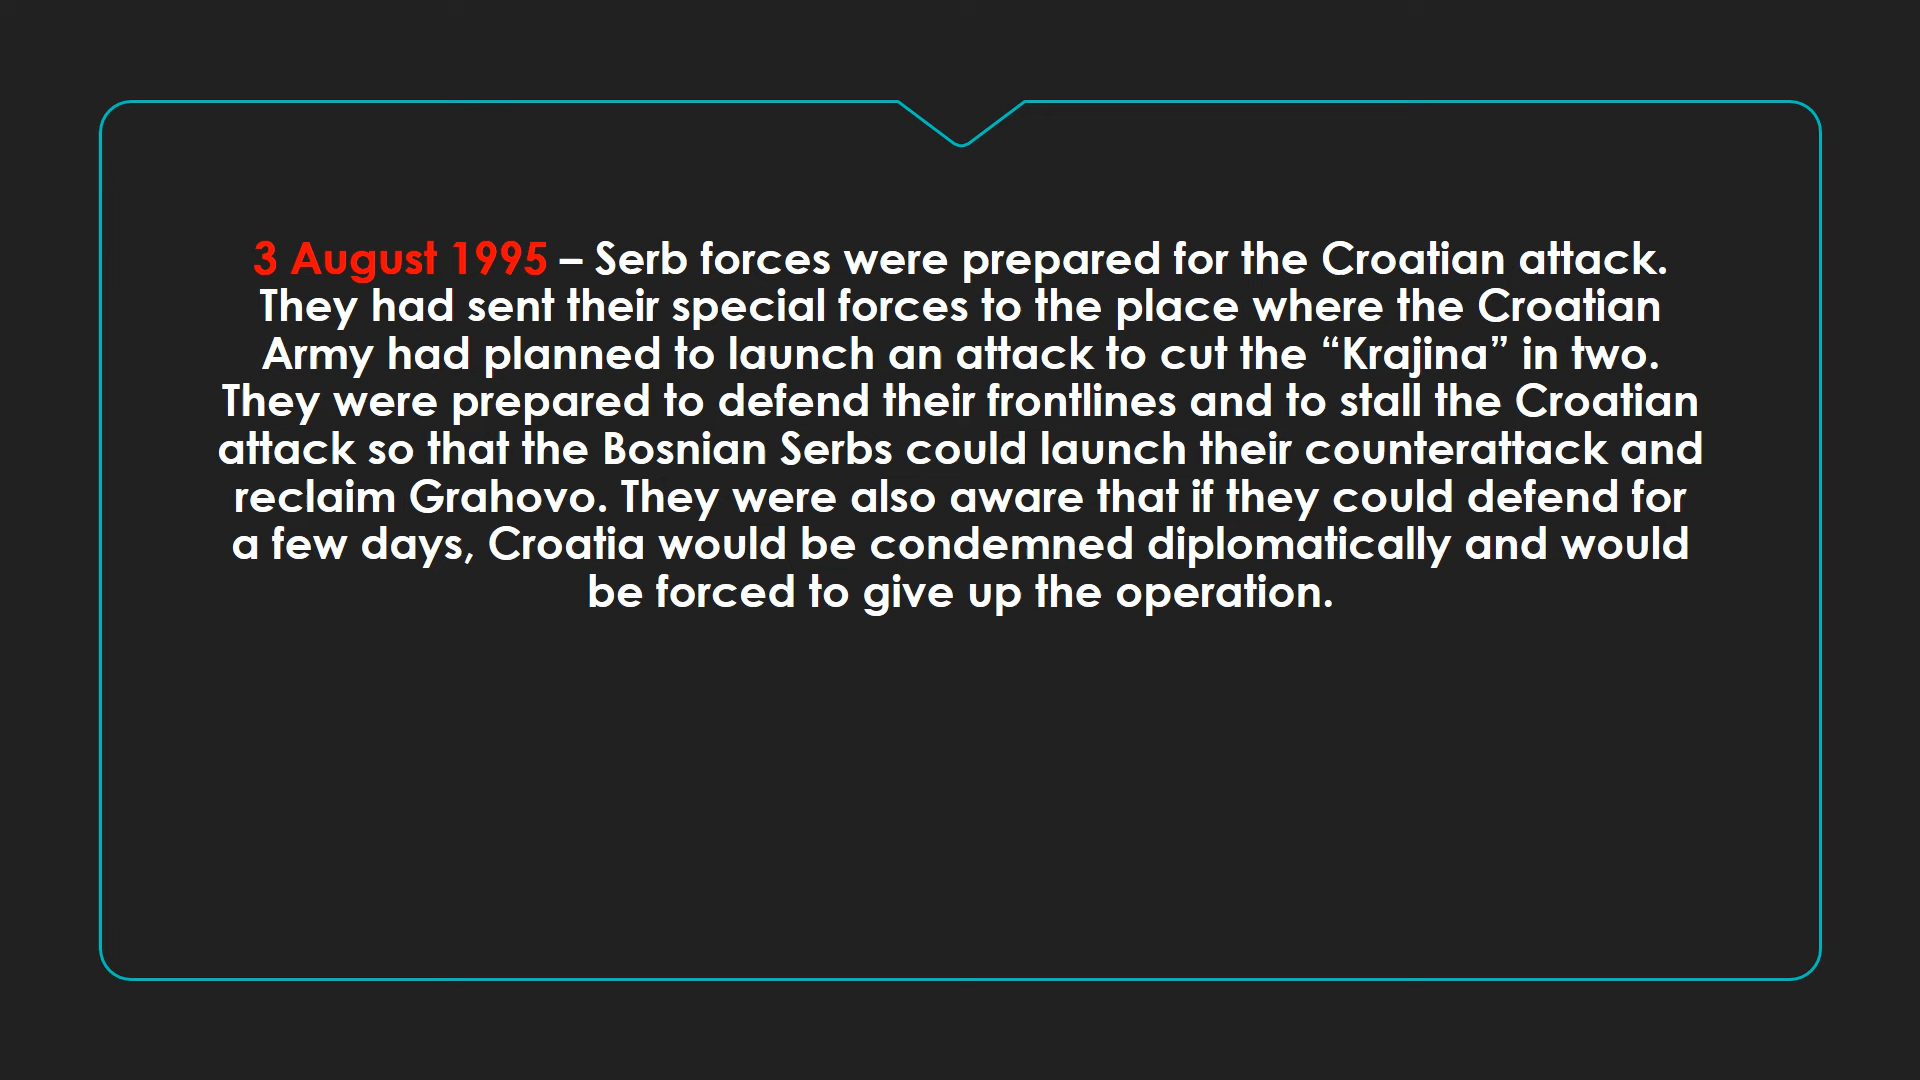 3 August 1995 – Serb forces were prepared for the Croatian attack.
They had sent their special forces to the place where the Croatian
Army had planned to launch an attack to cut the “Krajina” in two.
They were prepared to defend their frontlines and to stall the Croatian
attack so that the Bosnian Serbs could launch their counterattack and
reclaim Grahovo. They were also aware that if they could defend for
a few days, Croatia would be condemned diplomatically and would
be forced to give up the operation.